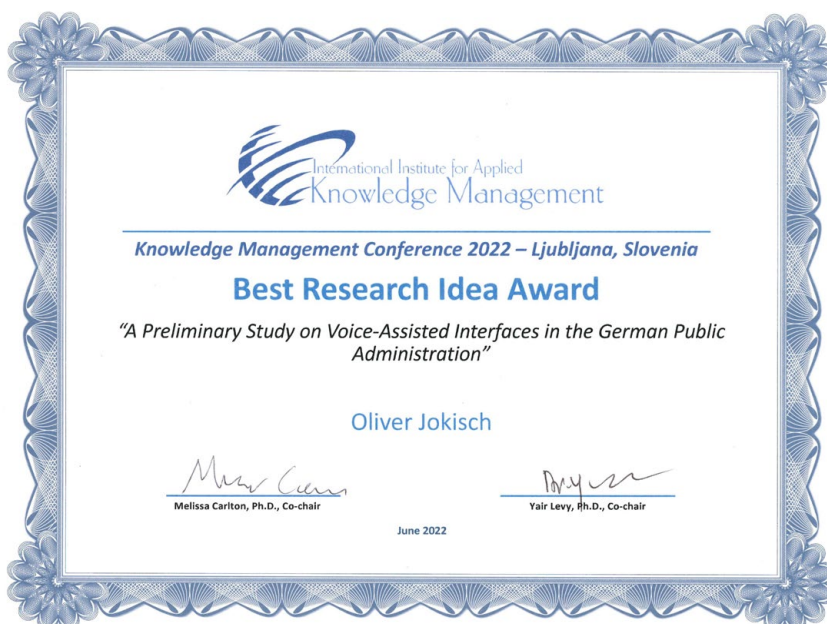 International Institute for Applied
Knowledge Management
Knowledge Management Conference 2022 – Ljubljana, Slovenia
Best Research Idea Award
“A Preliminary Study on Voice-Assisted Interfaces in the German Public
Administration”
Oliver Jokisch
Melissa Carlton, Ph.D., Co-chair
Yair Levy, Ph.D., Co-chair
June 2022